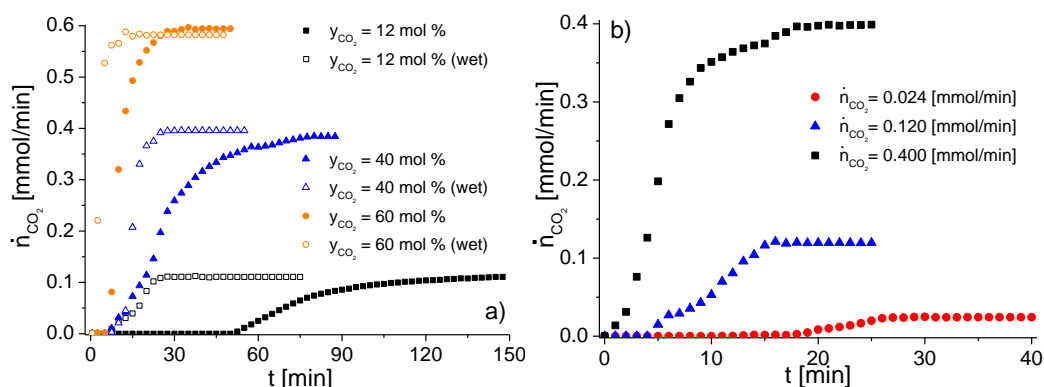 0.6
0.5
0.4
0.3
0.2
0.1
0.0
ṅCO₂ [mmol/min]
yCO₂ = 12 mol %
yCO₂ = 12 mol % (wet)
yCO₂ = 40 mol %
yCO₂ = 40 mol % (wet)
yCO₂ = 60 mol %
yCO₂ = 60 mol % (wet)
a)
0 30 60 90 120 150
t [min]
b)
0.4
0.3
0.2
0.1
0.0
ṅCO₂ [mmol/min]
ṅCO₂ = 0.024 [mmol/min]
ṅCO₂ = 0.120 [mmol/min]
ṅCO₂ = 0.400 [mmol/min]
0 10 20 30 40
t [min]